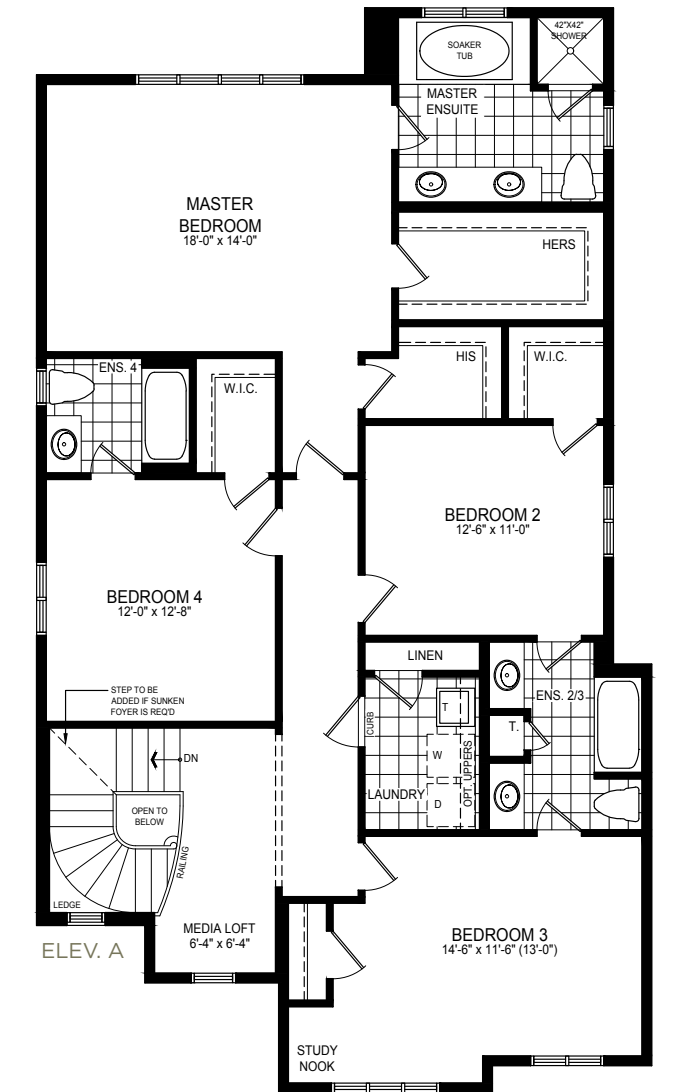 42"X42"
SHOWER
SOAKER
TUB
MASTER
ENSUITE
MASTER
BEDROOM
18'-0" x 14'-0"
HERS
HIS
W.I.C.
ENS. 4
W.I.C.
BEDROOM 2
12'-6" x 11'-0"
BEDROOM 4
12'-0" x 12'-8"
LINEN
STEP TO BE
ADDED IF SUNKEN
FOYER IS REQ'D
ENS. 2/3
T
CURB
T.
DN
W
OPT. UPPERS
LAUNDRY
D
OPEN TO
BELOW
RAILING
LEDGE
MEDIA LOFT
6'-4" x 6'-4"
ELEV. A
BEDROOM 3
14'-6" x 11'-6" (13'-0")
STUDY
NOOK